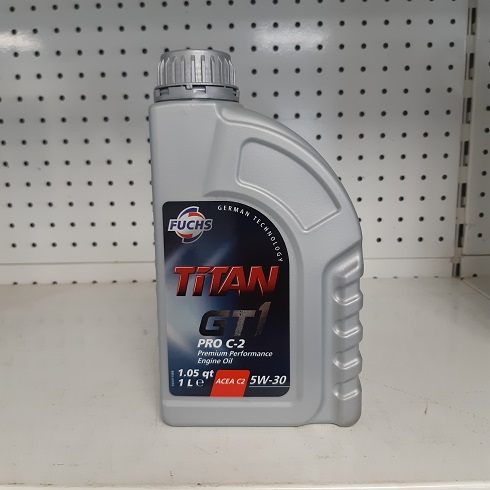 GERMAN TECHNOLOGY
FUCHS
TiTAN
GT1
PRO C-2
Premium Performance
Engine Oil
1.05 qt
1 L e
ACEA C2
5W-30